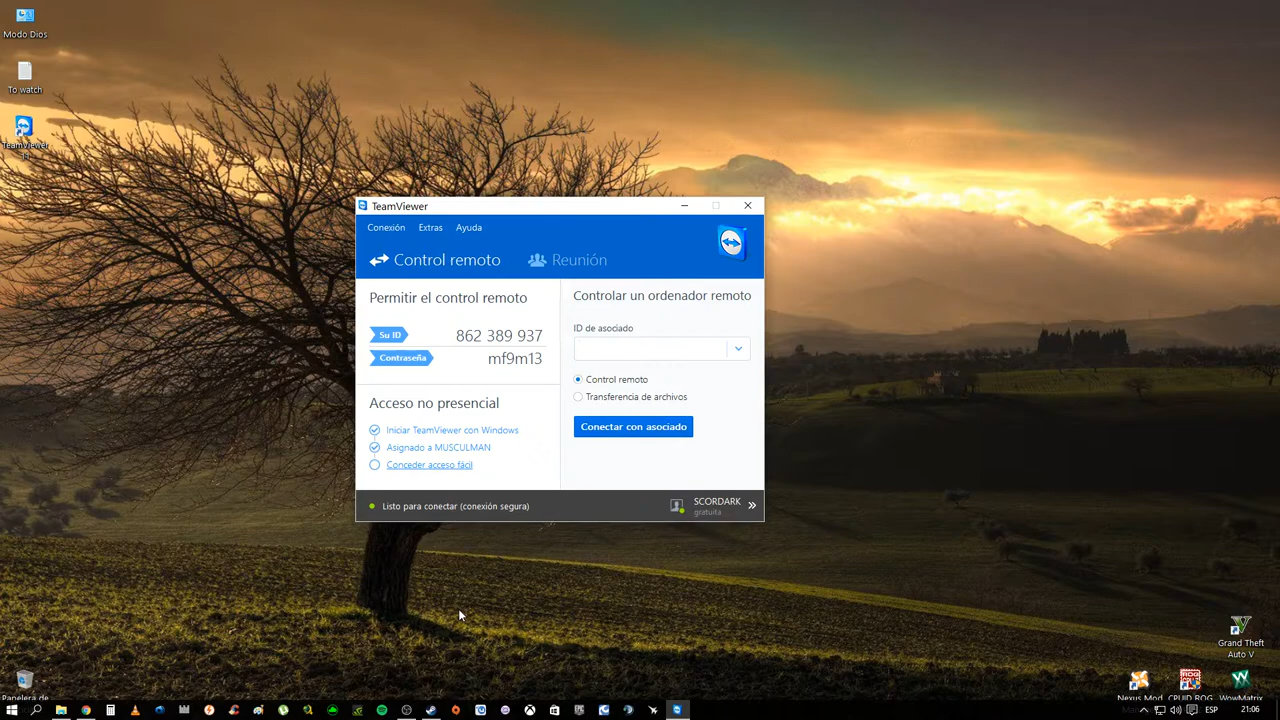 Modo Dios
To watch
TeamViewer
TeamViewer
Conexión Extras Ayuda
Control remoto Reunión
Permitir el control remoto
Su ID 862 389 937
Contraseña mf9m13
Acceso no presencial
Iniciar TeamViewer con Windows
Asignado a MUSCULMAN
Conceder acceso fácil
Controlar un ordenador remoto
ID de asociado
Control remoto
Transferencia de archivos
Conectar con asociado
Listo para conectar (conexión segura)
SCORDARK
gratuita
Grand Theft
Auto V
Panelera de
Nexus Mod
CPUID ROG
WowMatrix
ESP
21:06